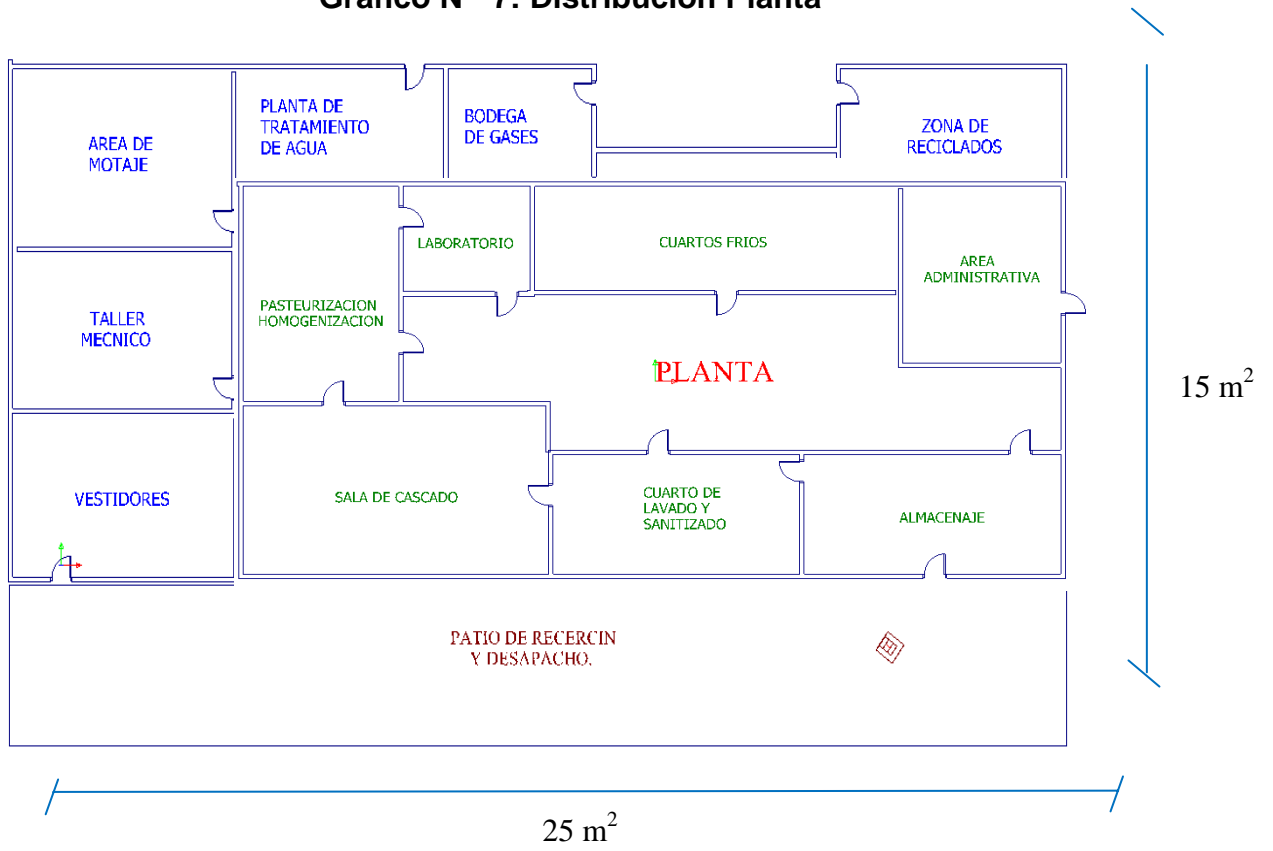 Gráfico N° 7: Distribución Planta
AREA DE
MOTAJE
PLANTA DE
TRATAMIENTO
DE AGUA
BODEGA
DE GASES
ZONA DE
RECICLADOS
LABORATORIO
CUARTOS FRIOS
AREA
ADMINISTRATIVA
PASTEURIZACION
HOMOGENIZACION
TALLER
MECNICO
PLANTA
15 m²
VESTIDORES
SALA DE CASCADO
CUARTO DE
LAVADO Y
SANITIZADO
ALMACENAJE
PATIO DE RECERCIN
Y DESAPACHO.
25 m²